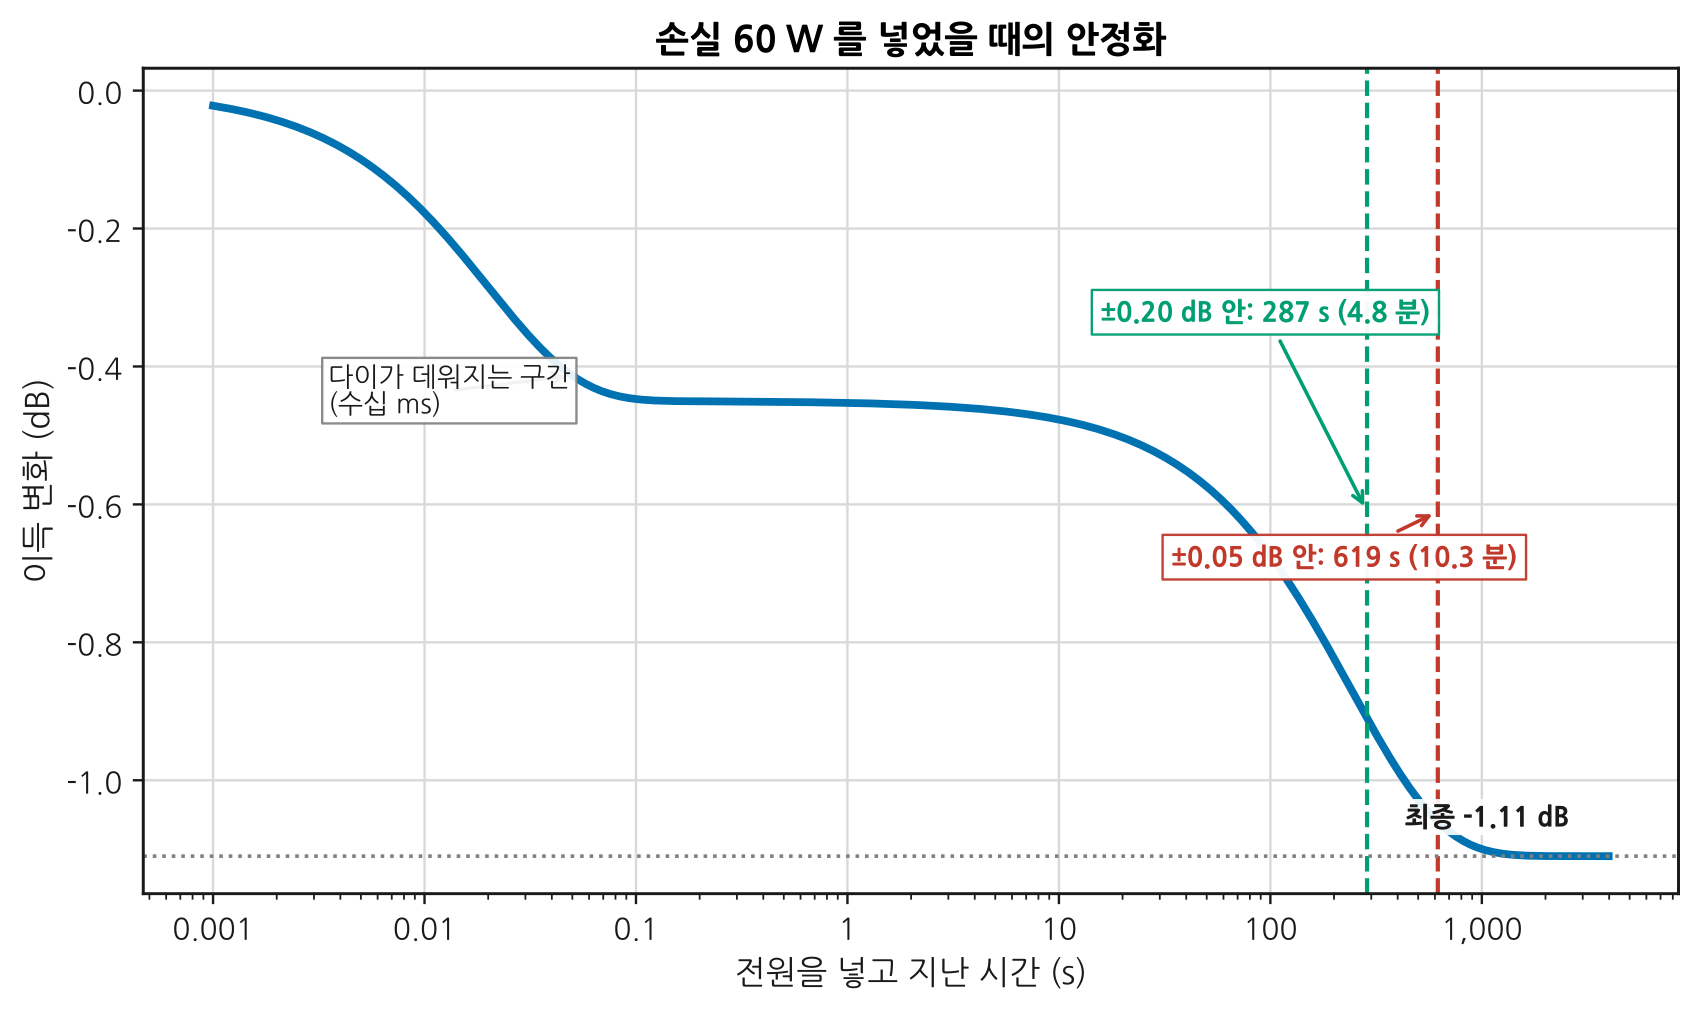 손실 60 W 를 넣었을 때의 안정화
이득 변화 (dB)
0.0
-0.2
-0.4
-0.6
-0.8
-1.0
±0.20 dB 안: 287 s (4.8 분)
다이가 데워지는 구간
(수십 ms)
±0.05 dB 안: 619 s (10.3 분)
최종 -1.11 dB
0.001
0.01
0.1
1
10
100
1,000
전원을 넣고 지난 시간 (s)